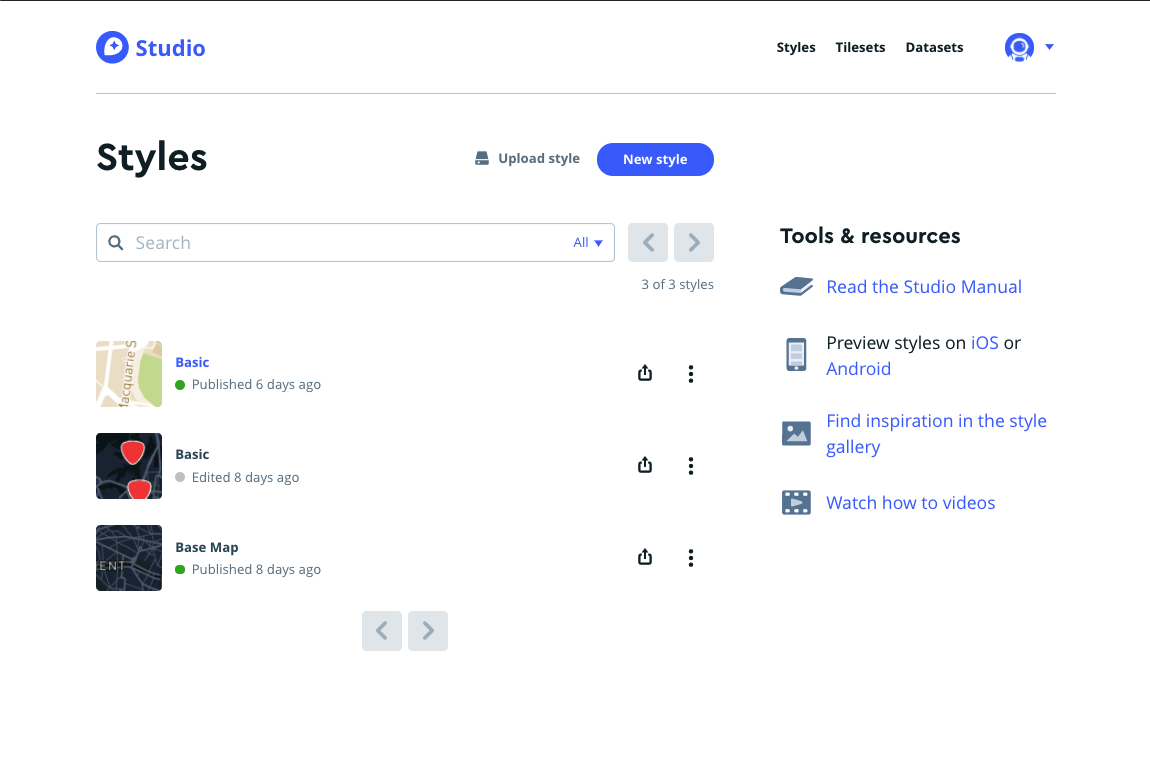 Studio
Styles Tilesets Datasets
Styles
Upload style
New style
Search
All
3 of 3 styles
Basic
Published 6 days ago
Basic
Edited 8 days ago
Base Map
Published 8 days ago
Tools & resources
Read the Studio Manual
Preview styles on iOS or
Android
Find inspiration in the style
gallery
Watch how to videos
Macquarie S
ENT